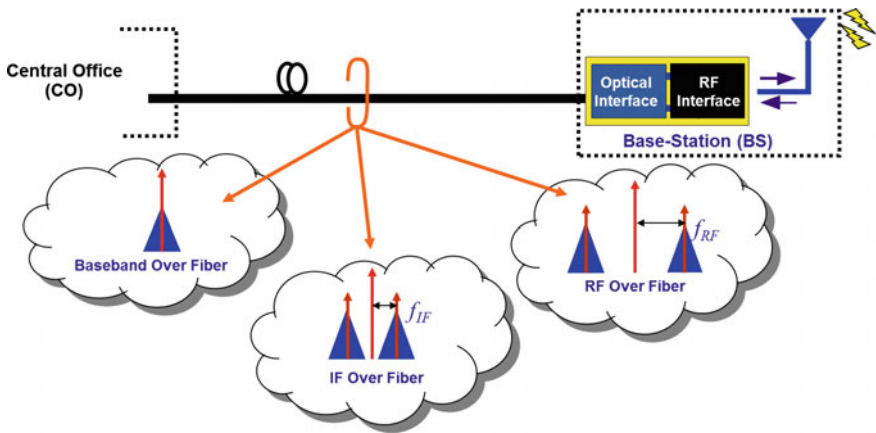 Central Office
(CO)
Optical
Interface
RF
Interface
Base-Station (BS)
Baseband Over Fiber
f_IF
IF Over Fiber
f_RF
RF Over Fiber